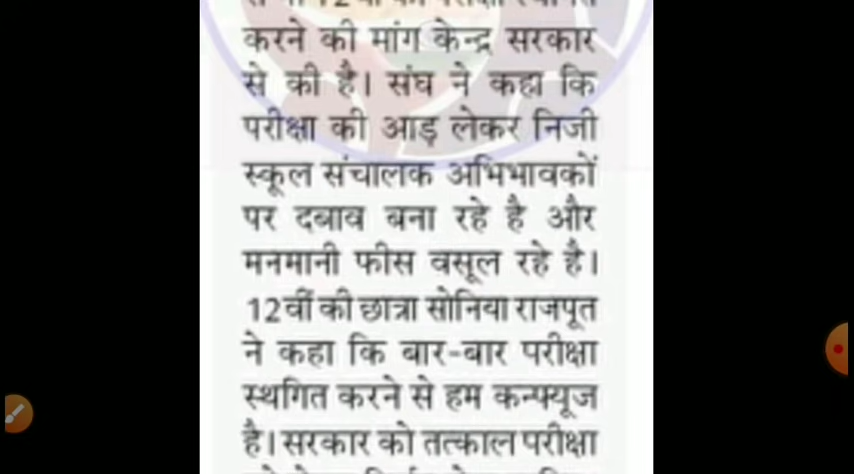 करने की मांग केन्द्र सरकार
से की है। संघ ने कहा कि
परीक्षा की आड़ लेकर निजी
स्कूल संचालक अभिभावकों
पर दबाव बना रहे है और
मनमानी फीस वसूल रहे है।
12वीं की छात्रा सोनिया राजपूत
ने कहा कि बार-बार परीक्षा
स्थगित करने से हम कन्फ्यूज
है। सरकार को तत्काल परीक्षा